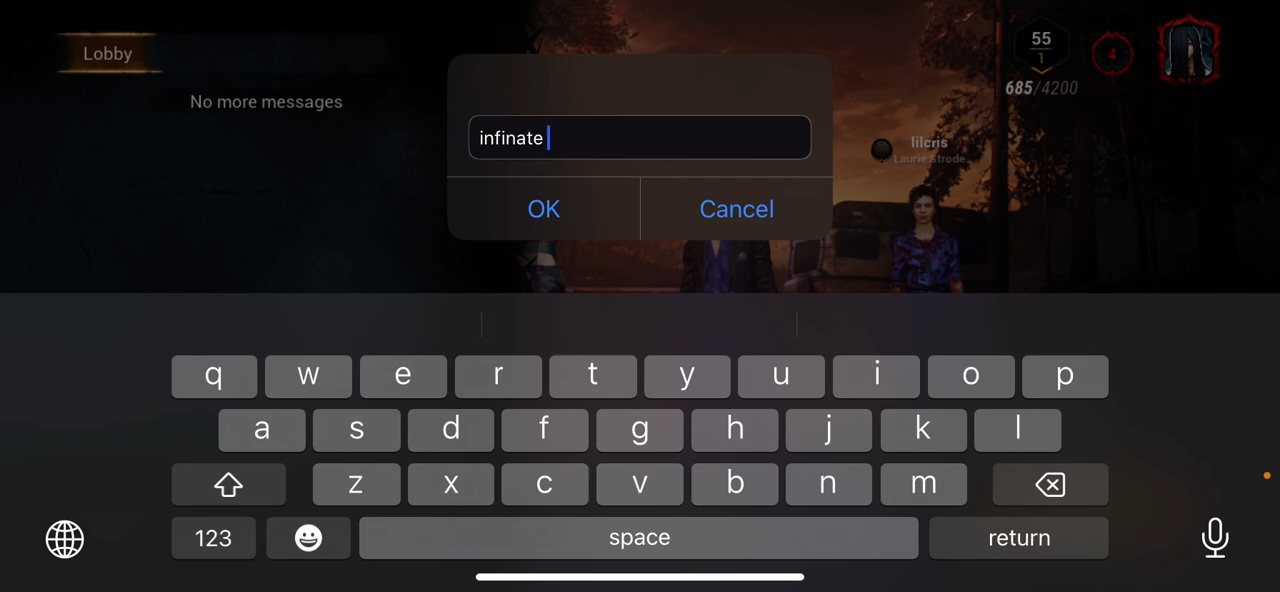 Lobby
No more messages
infinate
OK
Cancel
55
1
4
685/4200
lilcris
Laurie Strode
q w e r t y u i o p
a s d f g h j k l
z x c v b n m
123
space
return